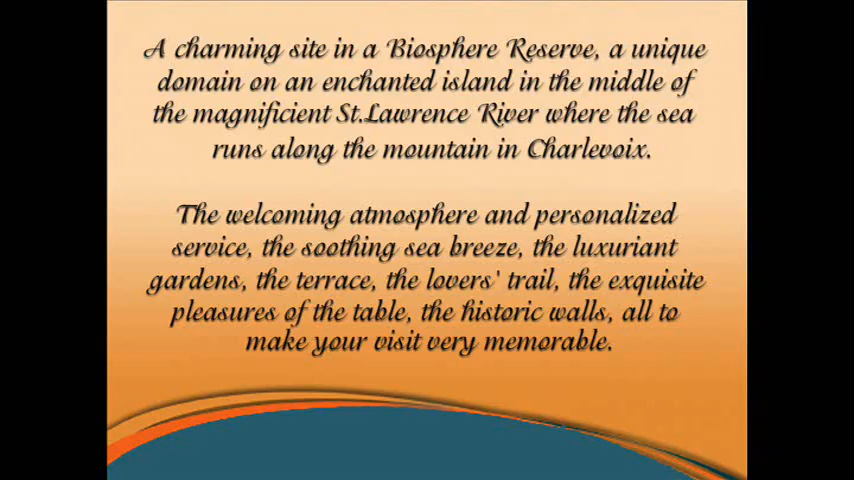 A charming site in a Biosphere Reserve, a unique
domain on an enchanted island in the middle of
the magnificient St.Lawrence River where the sea
runs along the mountain in Charlevoix.
The welcoming atmosphere and personalized
service, the soothing sea breeze, the luxuriant
gardens, the terrace, the lovers' trail, the exquisite
pleasures of the table, the historic walls, all to
make your visit very memorable.